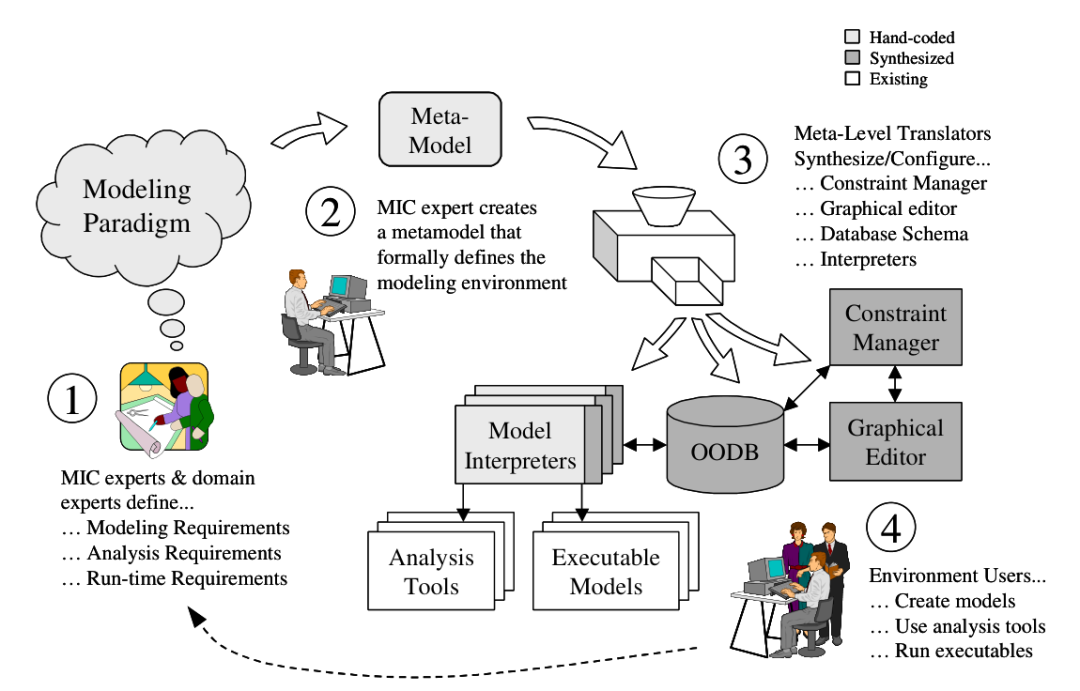 Hand-coded
Synthesized
Existing
Modeling
Paradigm
Meta-
Model
1
MIC experts & domain
experts define...
… Modeling Requirements
… Analysis Requirements
… Run-time Requirements
2
MIC expert creates
a metamodel that
formally defines the
modeling environment
3
Meta-Level Translators
Synthesize/Configure...
… Constraint Manager
… Graphical editor
… Database Schema
… Interpreters
Constraint
Manager
Graphical
Editor
OODB
Model
Interpreters
Analysis
Tools
Executable
Models
4
Environment Users...
… Create models
… Use analysis tools
… Run executables